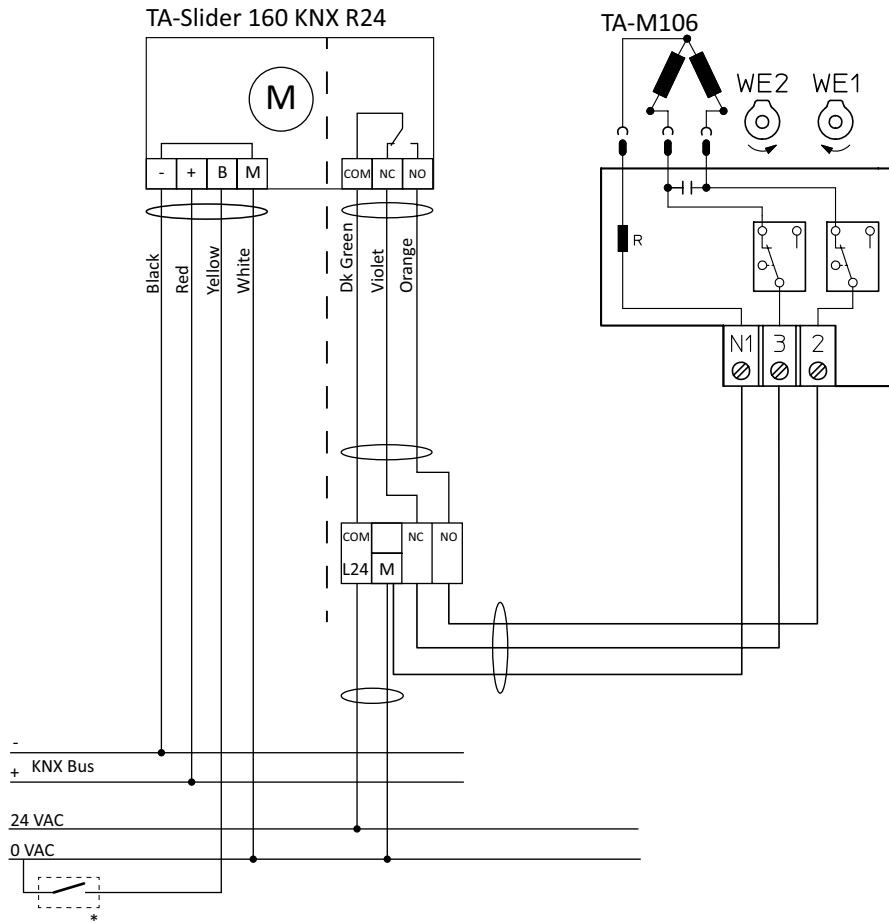 TA-Slider 160 KNX R24
TA-M106
M
WE2 WE1
- + B M
COM NC NO
R
Black
Red
Yellow
White
Dk Green
Violet
Orange
N1 3 2
COM NC NO
L24 M
-
+ KNX Bus
24 VAC
0 VAC
*